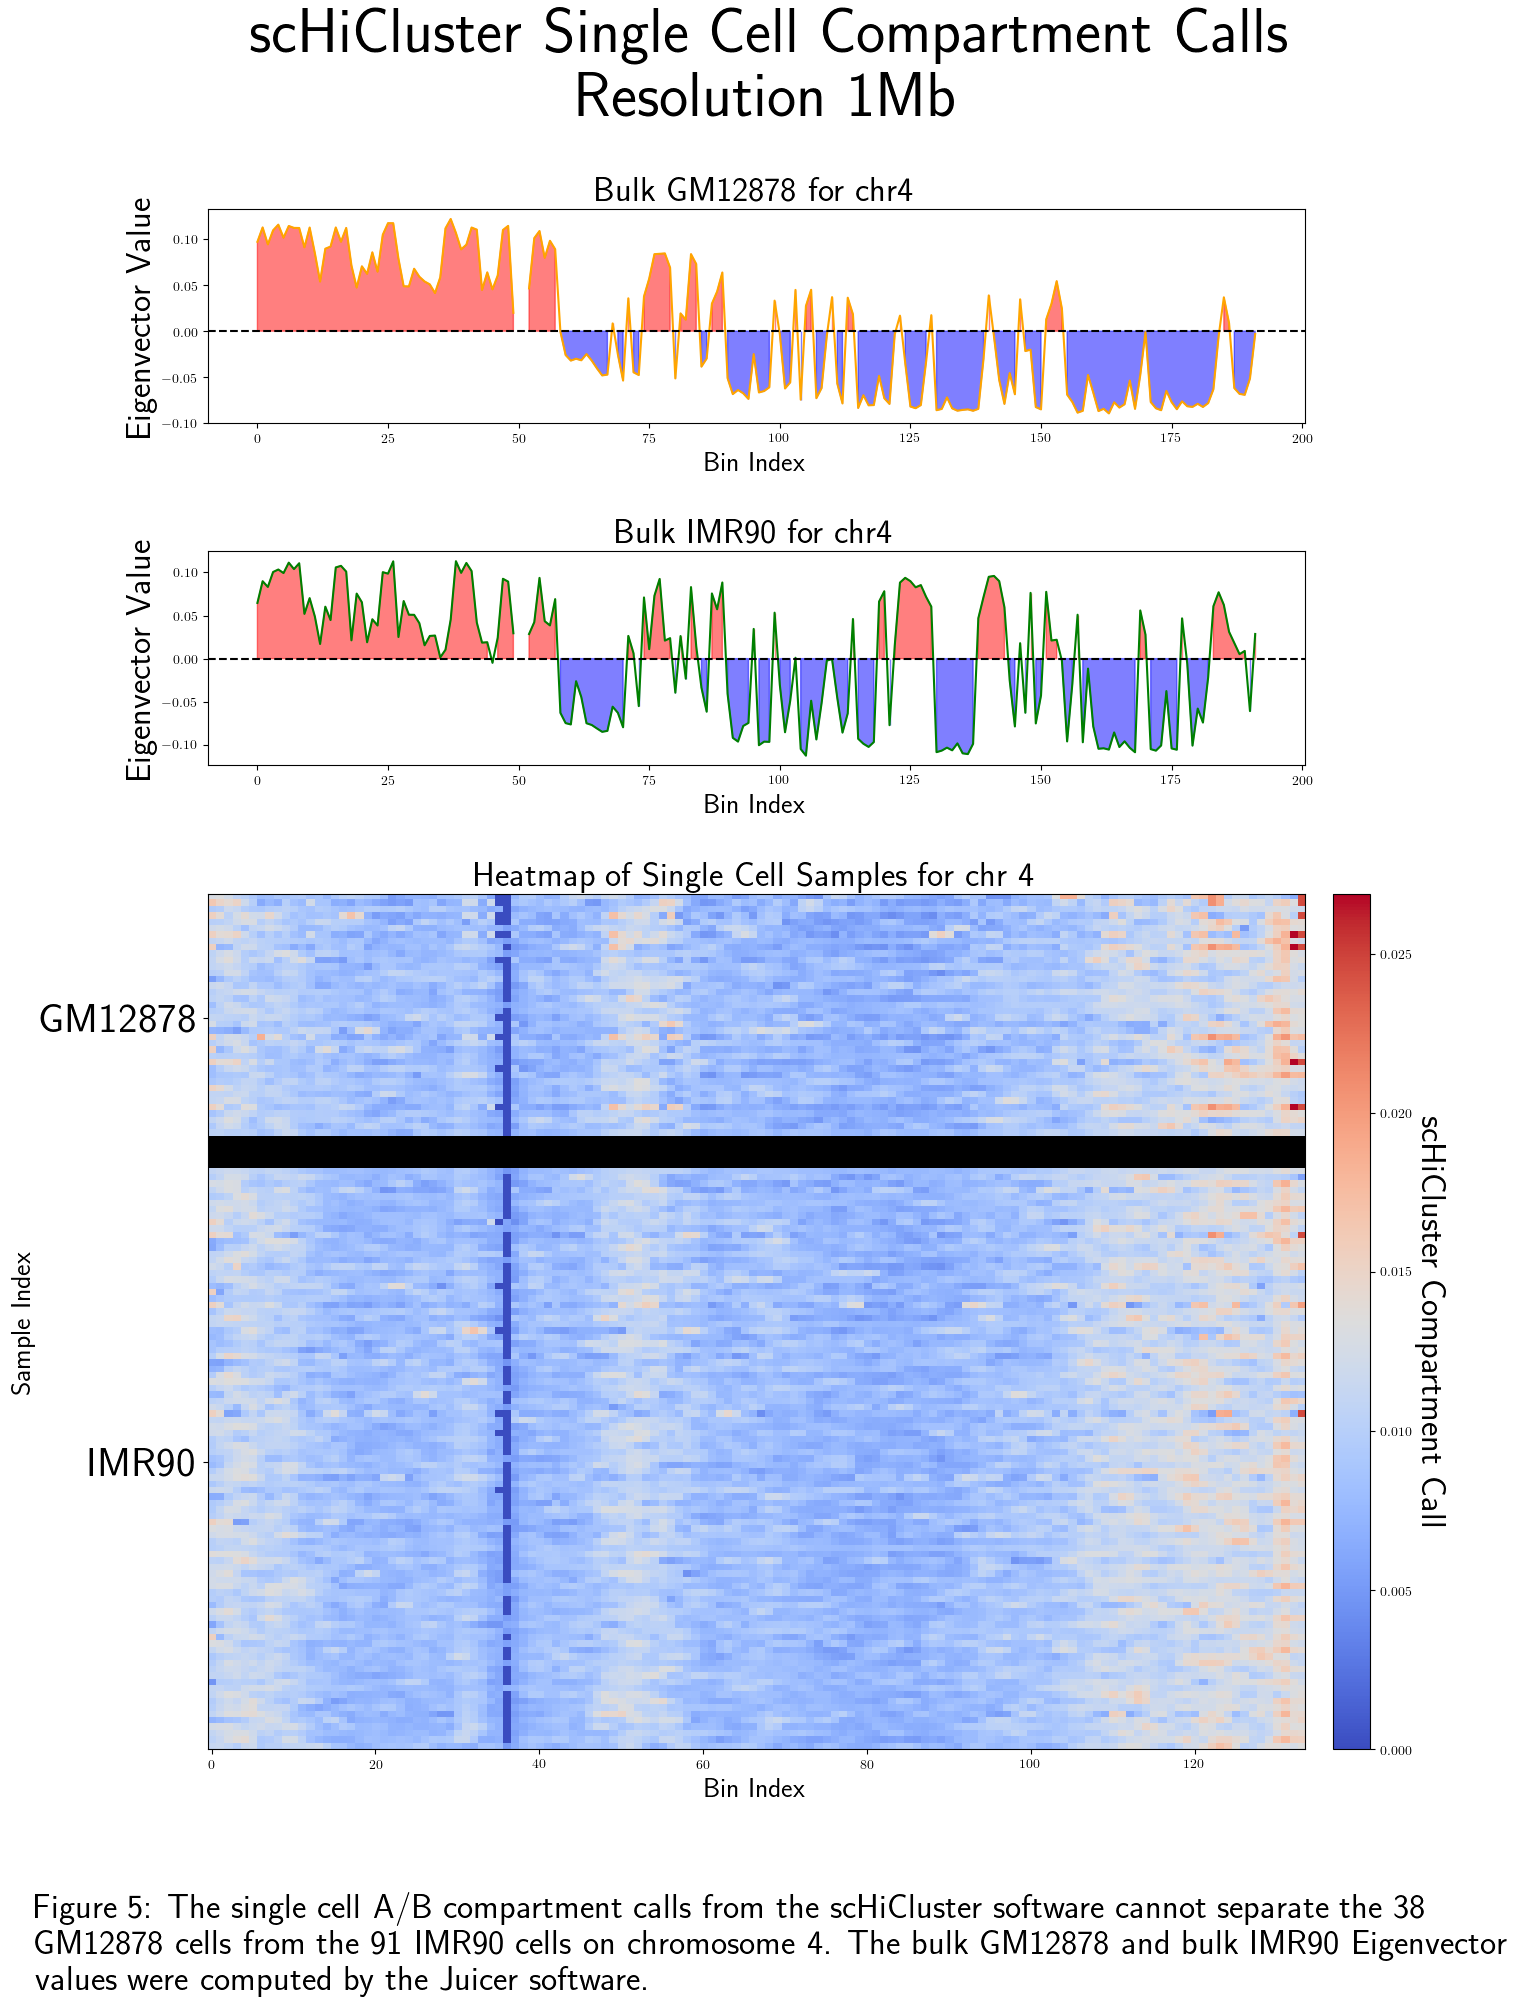 scHiCluster Single Cell Compartment Calls
Resolution 1Mb
Bulk GM12878 for chr4
Eigenvector Value
0.10
0.05
0.00
−0.05
−0.10
0 25 50 75 100 125 150 175 200
Bin Index
Bulk IMR90 for chr4
Eigenvector Value
0.10
0.05
0.00
−0.05
−0.10
0 25 50 75 100 125 150 175 200
Bin Index
Heatmap of Single Cell Samples for chr 4
GM12878
Sample Index
IMR90
0 20 40 60 80 100 120
Bin Index
0.025
0.020
0.015
0.010
0.005
0.000
scHiCluster Compartment Call
Figure 5: The single cell A/B compartment calls from the scHiCluster software cannot separate the 38
GM12878 cells from the 91 IMR90 cells on chromosome 4. The bulk GM12878 and bulk IMR90 Eigenvector
values were computed by the Juicer software.